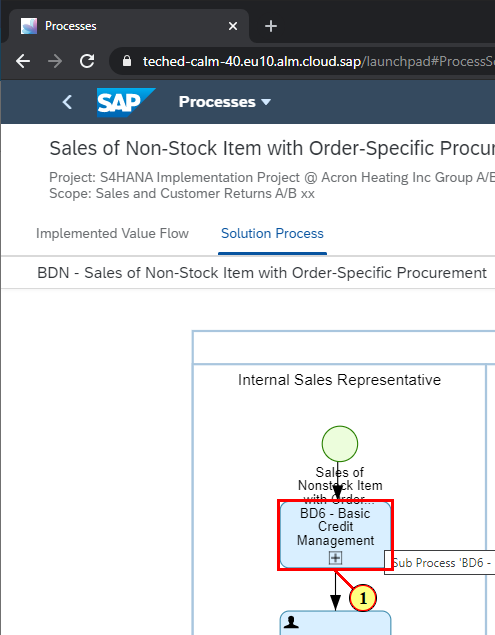 Processes
teched-calm-40.eu10.alm.cloud.sap/launchpad#ProcessS
SAP Processes
Sales of Non-Stock Item with Order-Specific Procur
Project: S4HANA Implementation Project @ Acron Heating Inc Group A/B
Scope: Sales and Customer Returns A/B xx
Implemented Value Flow Solution Process
BDN - Sales of Non-Stock Item with Order-Specific Procurement
Internal Sales Representative
Sales of
Nonstock Item
with Order...
BD6 - Basic
Credit
Management
Sub Process 'BD6 -
1